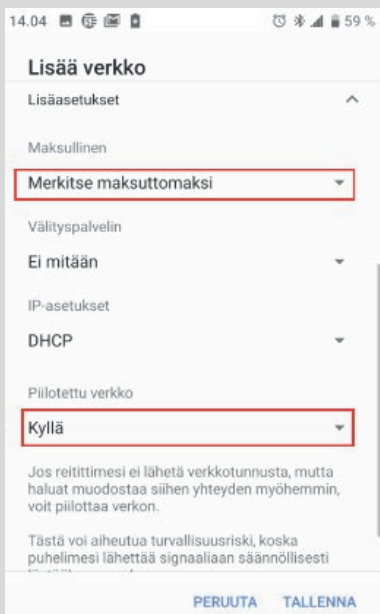 14.04 59 %
Lisää verkko
Lisäasetukset
Maksullinen
Merkitse maksuttomaksi
Välityspalvelin
Ei mitään
IP-asetukset
DHCP
Piilotettu verkko
Kyllä
Jos reitittimesi ei lähetä verkkotunnusta, mutta
haluat muodostaa siihen yhteyden myöhemmin,
voit piilottaa verkon.
Tästä voi aiheutua turvallisuusriski, koska
puhelimesi lähettää signaaliaan säännöllisesti
PERUUTA TALLENNA